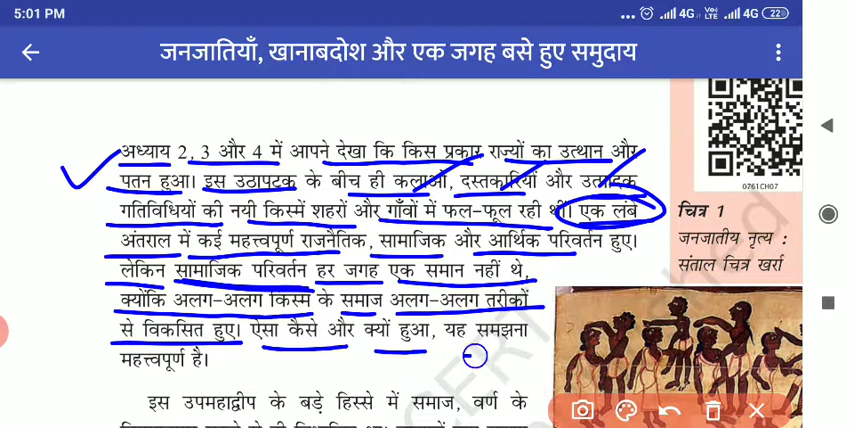 5:01 PM
4G VoLTE 4G 22
जनजातियाँ, खानाबदोश और एक जगह बसे हुए समुदाय
अध्याय 2, 3 और 4 में आपने देखा कि किस प्रकार राज्यों का उत्थान और
पतन हुआ। इस उठापटक के बीच ही कलाओं, दस्तकारियों और उत्पादक
गतिविधियों की नयी किस्में शहरों और गाँवों में फल-फूल रही थीं। एक लंबे
अंतराल में कई महत्त्वपूर्ण राजनैतिक, सामाजिक और आर्थिक परिवर्तन हुए।
लेकिन सामाजिक परिवर्तन हर जगह एक समान नहीं थे,
क्योंकि अलग-अलग किस्म के समाज अलग-अलग तरीकों
से विकसित हुए। ऐसा कैसे और क्यों हुआ, यह समझना
महत्त्वपूर्ण है।
इस उपमहाद्वीप के बड़े हिस्से में समाज, वर्ण के
0761CH07
चित्र 1
जनजातीय नृत्य :
संताल चित्र खर्रा